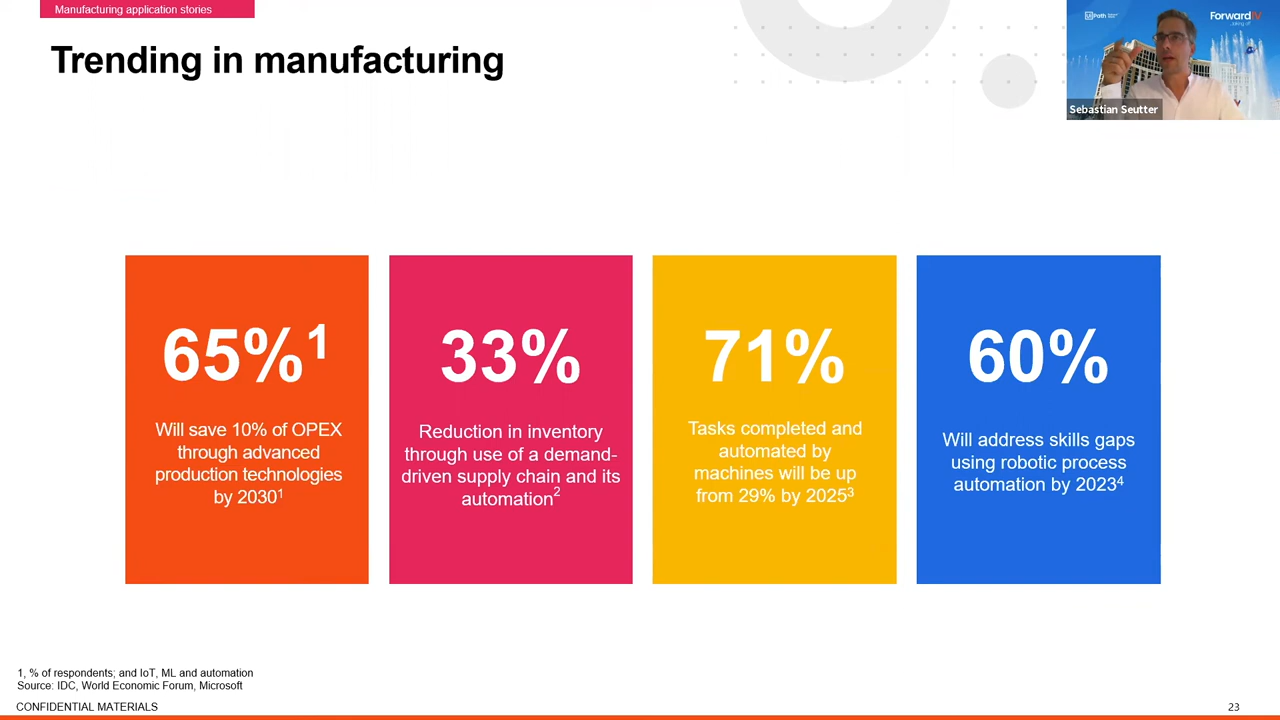 Manufacturing application stories
Trending in manufacturing
UiPath
ForwardIV
Sebastian Seutter
65%¹
Will save 10% of OPEX
through advanced
production technologies
by 2030¹
33%
Reduction in inventory
through use of a demand-
driven supply chain and its
automation²
71%
Tasks completed and
automated by
machines will be up
from 29% by 2025³
60%
Will address skills gaps
using robotic process
automation by 2023⁴
1, % of respondents; and IoT, ML and automation
Source: IDC, World Economic Forum, Microsoft
CONFIDENTIAL MATERIALS
23